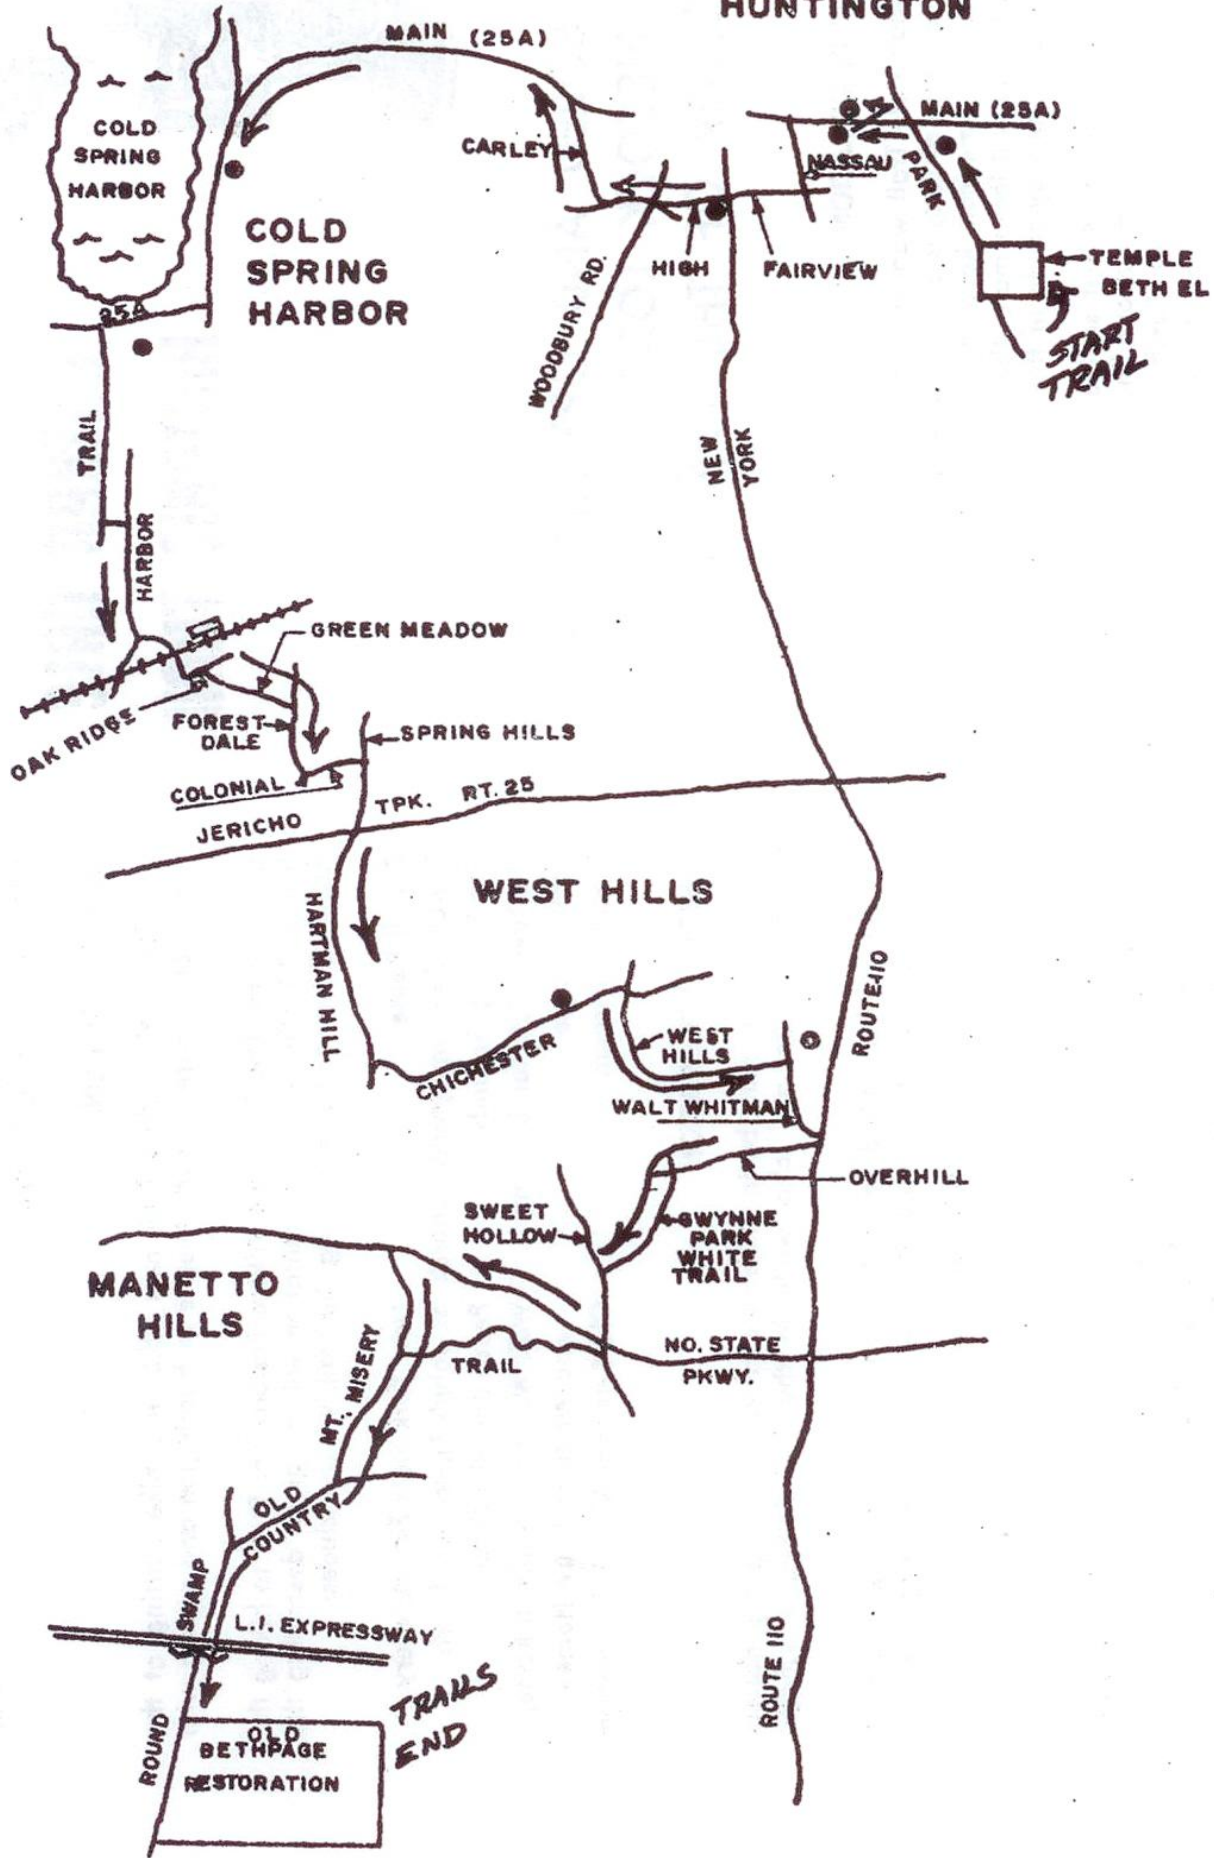 HUNTINGTON
MAIN (25A)
MAIN (25A)
COLD
SPRING
HARBOR
CARLEY
NASSAU
PARK
COLD
SPRING
HARBOR
WOODBURY RD.
HIGH
FAIRVIEW
TEMPLE
BETH EL
START
TRAIL
25A
TRAIL
NEW
YORK
HARBOR
GREEN MEADOW
OAK RIDGE
FOREST
DALE
SPRING HILLS
COLONIAL
JERICHO TPK. RT. 25
WEST HILLS
HARTMAN HILL
ROUTE 110
CHICHESTER
WEST
HILLS
WALT WHITMAN
OVERHILL
SWEET
HOLLOW
GWYNNE
PARK
WHITE
TRAIL
MANETTO
HILLS
MT. MISERY
TRAIL
NO. STATE
PKWY.
OLD
COUNTRY
SWAMP
L.I. EXPRESSWAY
ROUTE 110
TRAILS
END
ROUND
OLD
BETHPAGE
RESTORATION